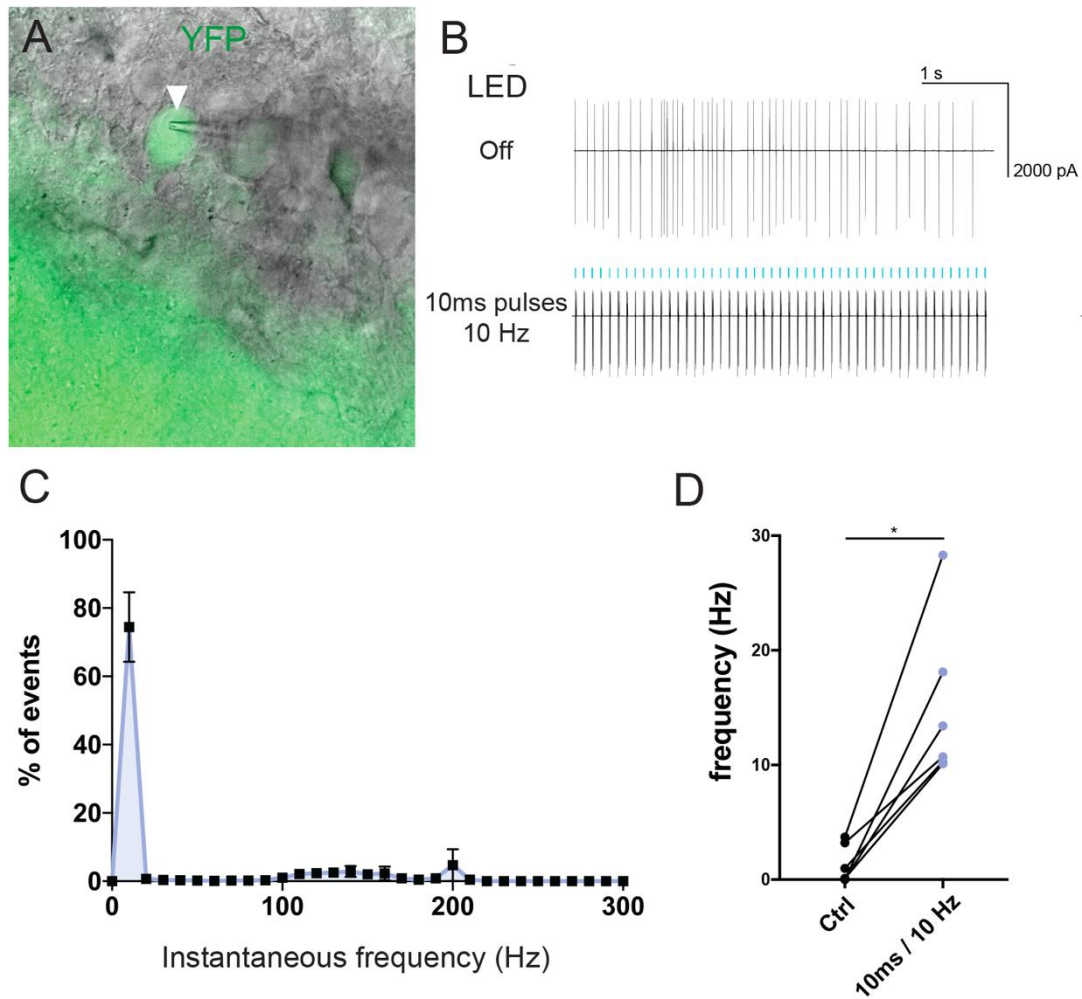 A
YFP
B
LED
Off
1 s
2000 pA
10ms pulses
10 Hz
C
% of events
100
80
60
40
20
0
0
100
200
300
Instantaneous frequency (Hz)
D
*
frequency (Hz)
30
20
10
0
Ctrl
10ms / 10 Hz